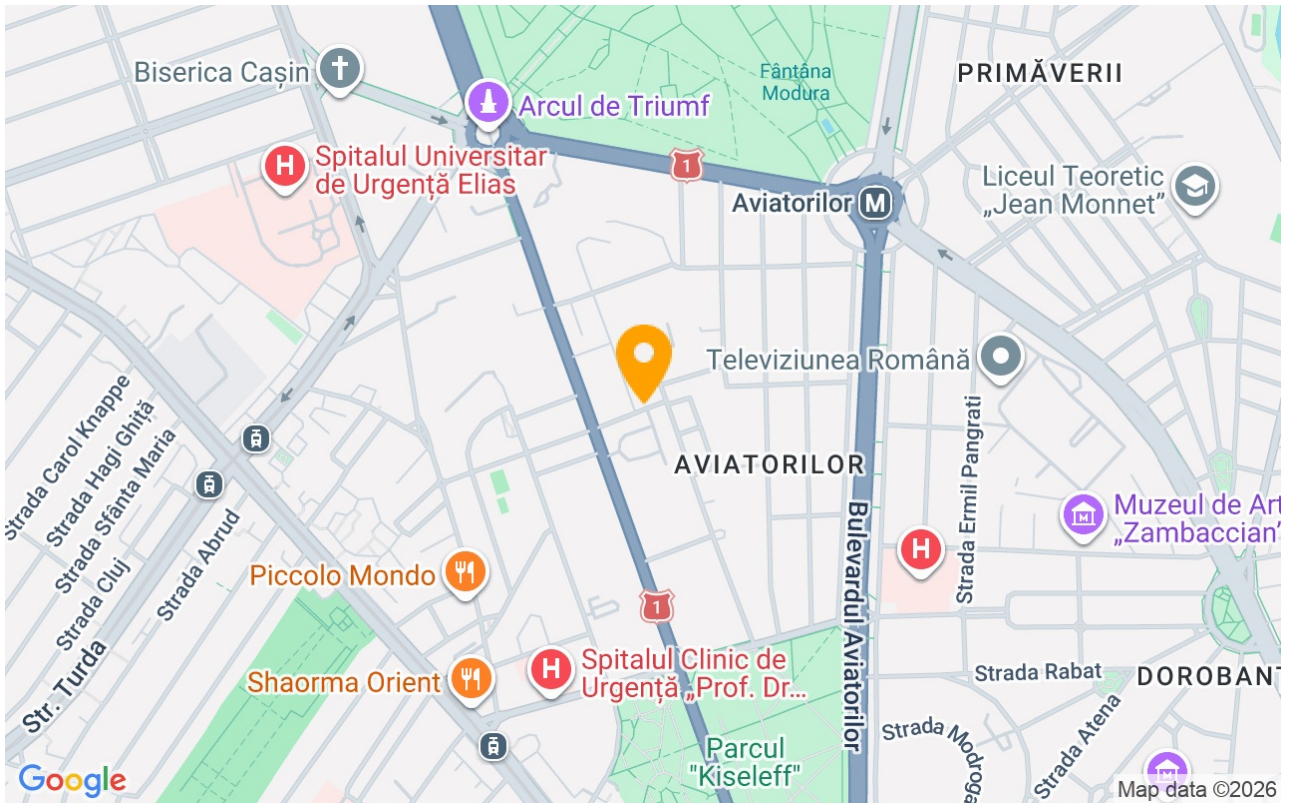 Biserica Cașin
Arcul de Triumf
Fântâna
Modura
PRIMĂVERII
H
Spitalul Universitar
de Urgență Elias
1
Aviatorilor
M
Liceul Teoretic
„Jean Monnet”
Televiziunea Română
Strada Carol Knappe
Strada Hagi Ghiță
Strada Sfânta Maria
Strada Cluj
Strada Abrud
Str. Turda
AVIATORILOR
Strada Ermil Pangrati
Bulevardul Aviatorilor
H
Muzeul de Art
„Zambaccian”
Piccolo Mondo
1
Shaorma Orient
H
Spitalul Clinic de
Urgență „Prof. Dr...
Strada Rabat
DOROBANȚ
Strada Atena
Strada Modrogan
Parcul
"Kiseleff"
Google
Map data ©2026